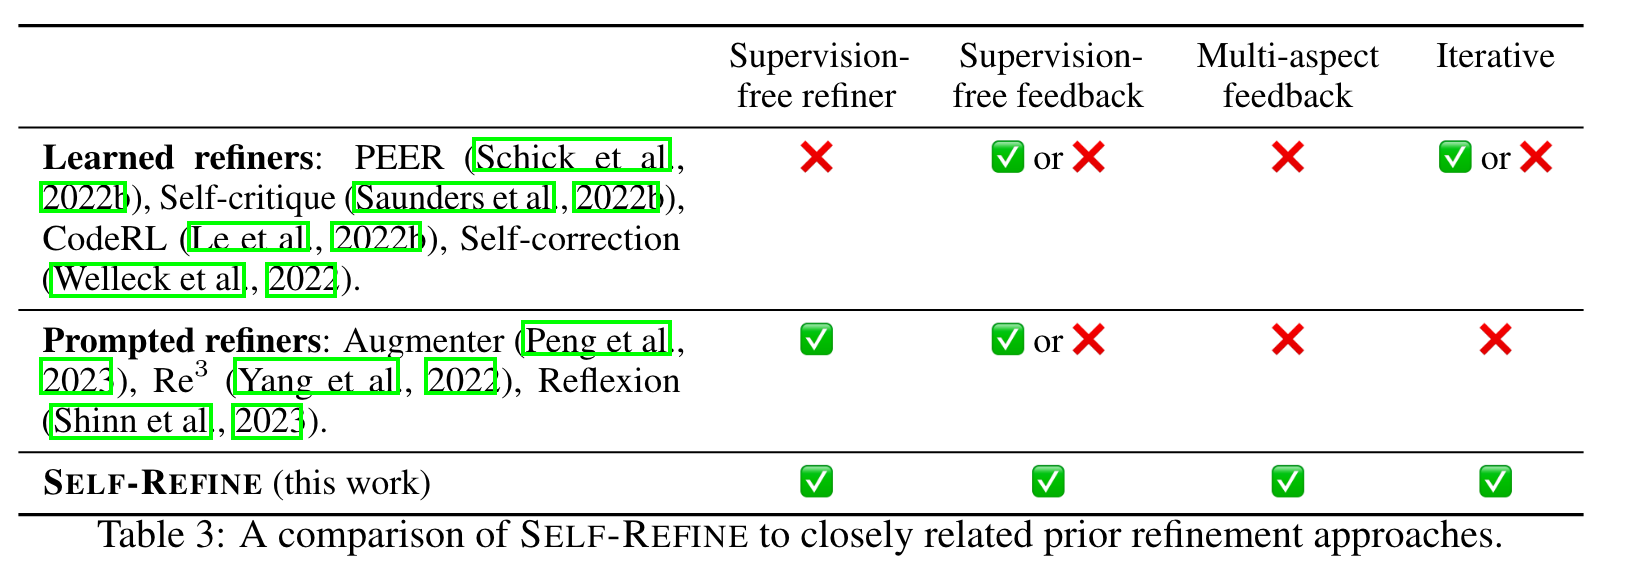 Supervision- Supervision- Multi-aspect Iterative
free refiner free feedback feedback
Learned refiners: PEER (Schick et al., ❌ ✅ or ❌ ❌ ✅ or ❌
2022b), Self-critique (Saunders et al., 2022b),
CodeRL (Le et al., 2022b), Self-correction
(Welleck et al., 2022).
Prompted refiners: Augmenter (Peng et al., ✅ ✅ or ❌ ❌ ❌
2023), Re³ (Yang et al., 2022), Reflexion
(Shinn et al., 2023).
SELF-REFINE (this work) ✅ ✅ ✅ ✅
Table 3: A comparison of SELF-REFINE to closely related prior refinement approaches.